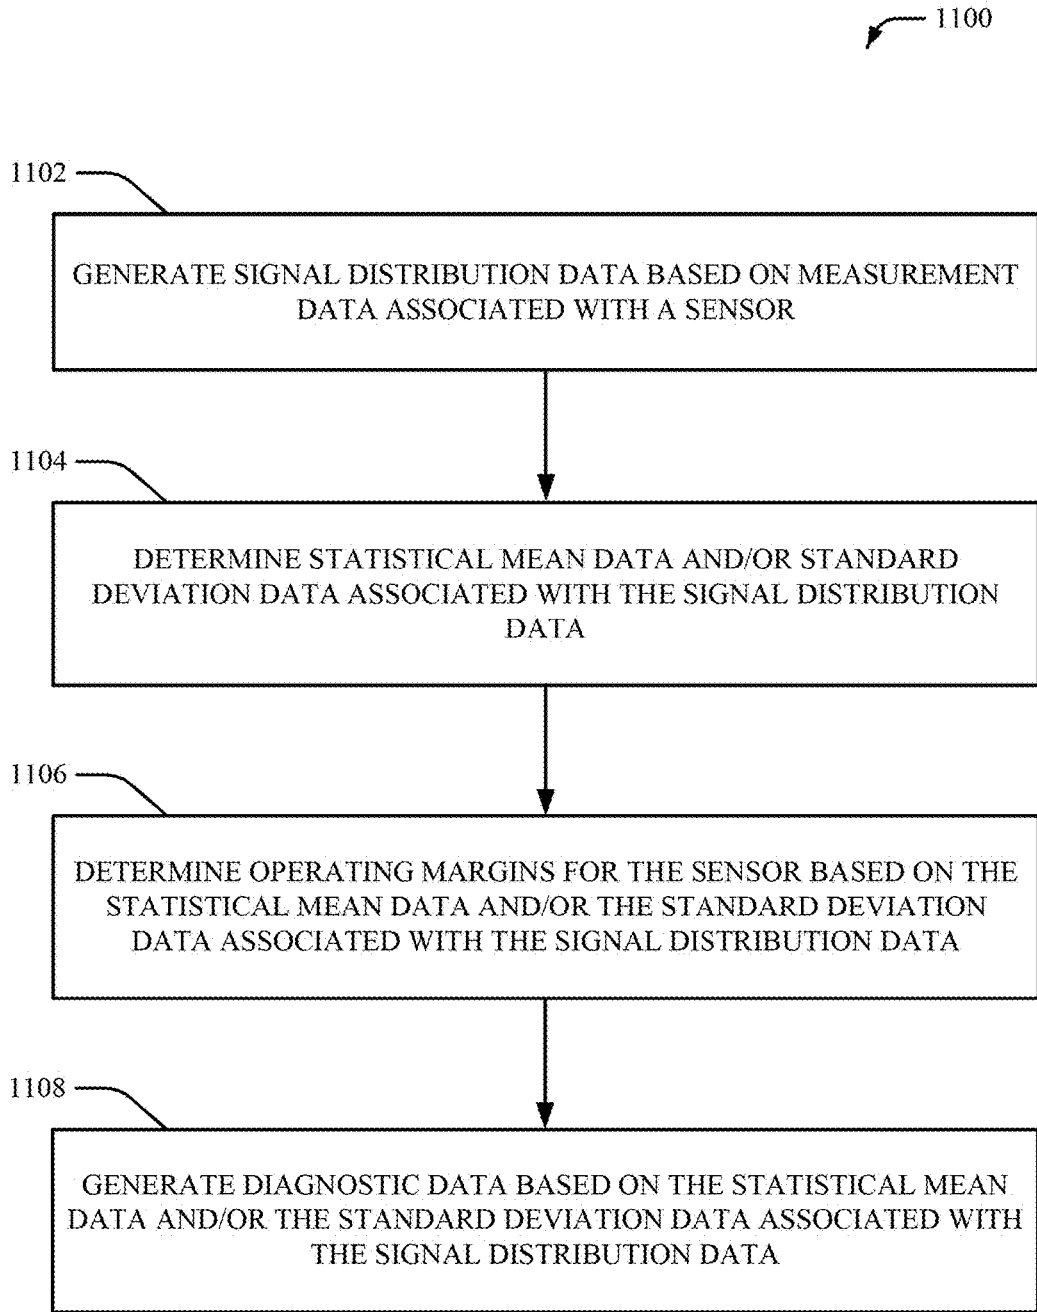 1100
1102
GENERATE SIGNAL DISTRIBUTION DATA BASED ON MEASUREMENT
DATA ASSOCIATED WITH A SENSOR
1104
DETERMINE STATISTICAL MEAN DATA AND/OR STANDARD
DEVIATION DATA ASSOCIATED WITH THE SIGNAL DISTRIBUTION
DATA
1106
DETERMINE OPERATING MARGINS FOR THE SENSOR BASED ON THE
STATISTICAL MEAN DATA AND/OR THE STANDARD DEVIATION
DATA ASSOCIATED WITH THE SIGNAL DISTRIBUTION DATA
1108
GENERATE DIAGNOSTIC DATA BASED ON THE STATISTICAL MEAN
DATA AND/OR THE STANDARD DEVIATION DATA ASSOCIATED WITH
THE SIGNAL DISTRIBUTION DATA